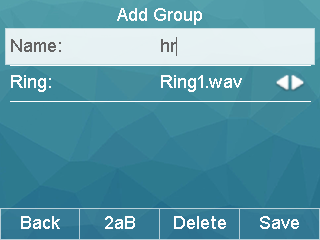 Add Group
Name: hr
Ring: Ring1.wav
Back 2aB Delete Save